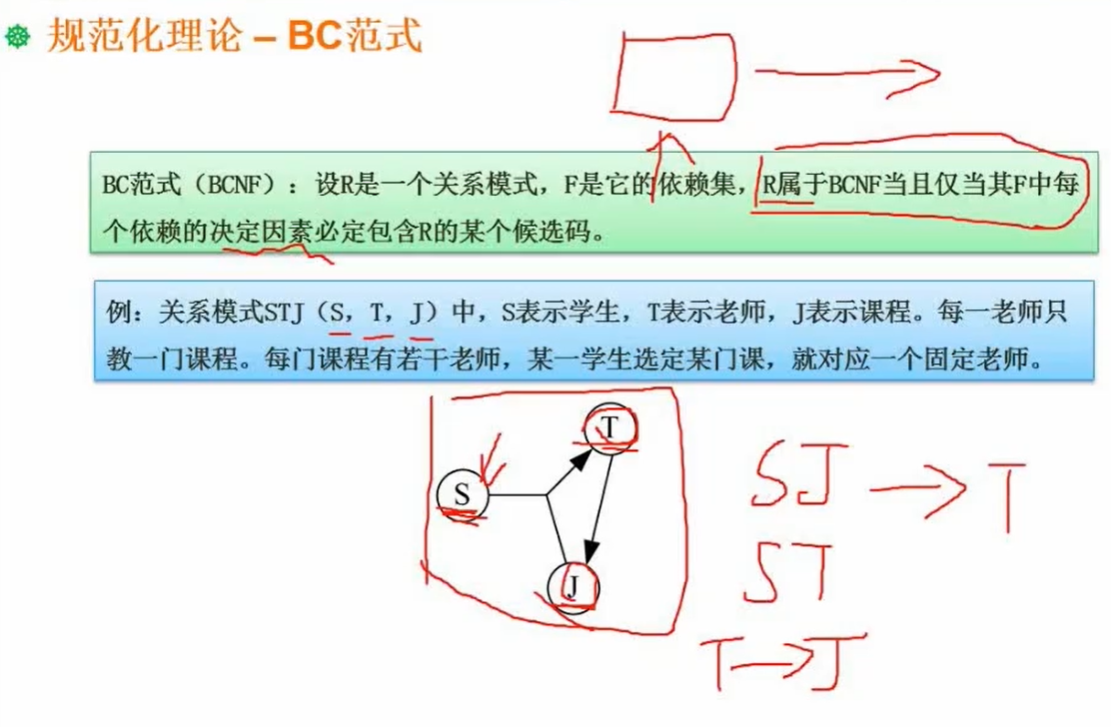 规范化理论 – BC范式
BC范式（BCNF）：设R是一个关系模式，F是它的依赖集，R属于BCNF当且仅当其F中每
个依赖的决定因素必定包含R的某个候选码。
例：关系模式STJ（S，T，J）中，S表示学生，T表示老师，J表示课程。每一老师只
教一门课程。每门课程有若干老师，某一学生选定某门课，就对应一个固定老师。
T
S
J
SJ → T
ST
T→J